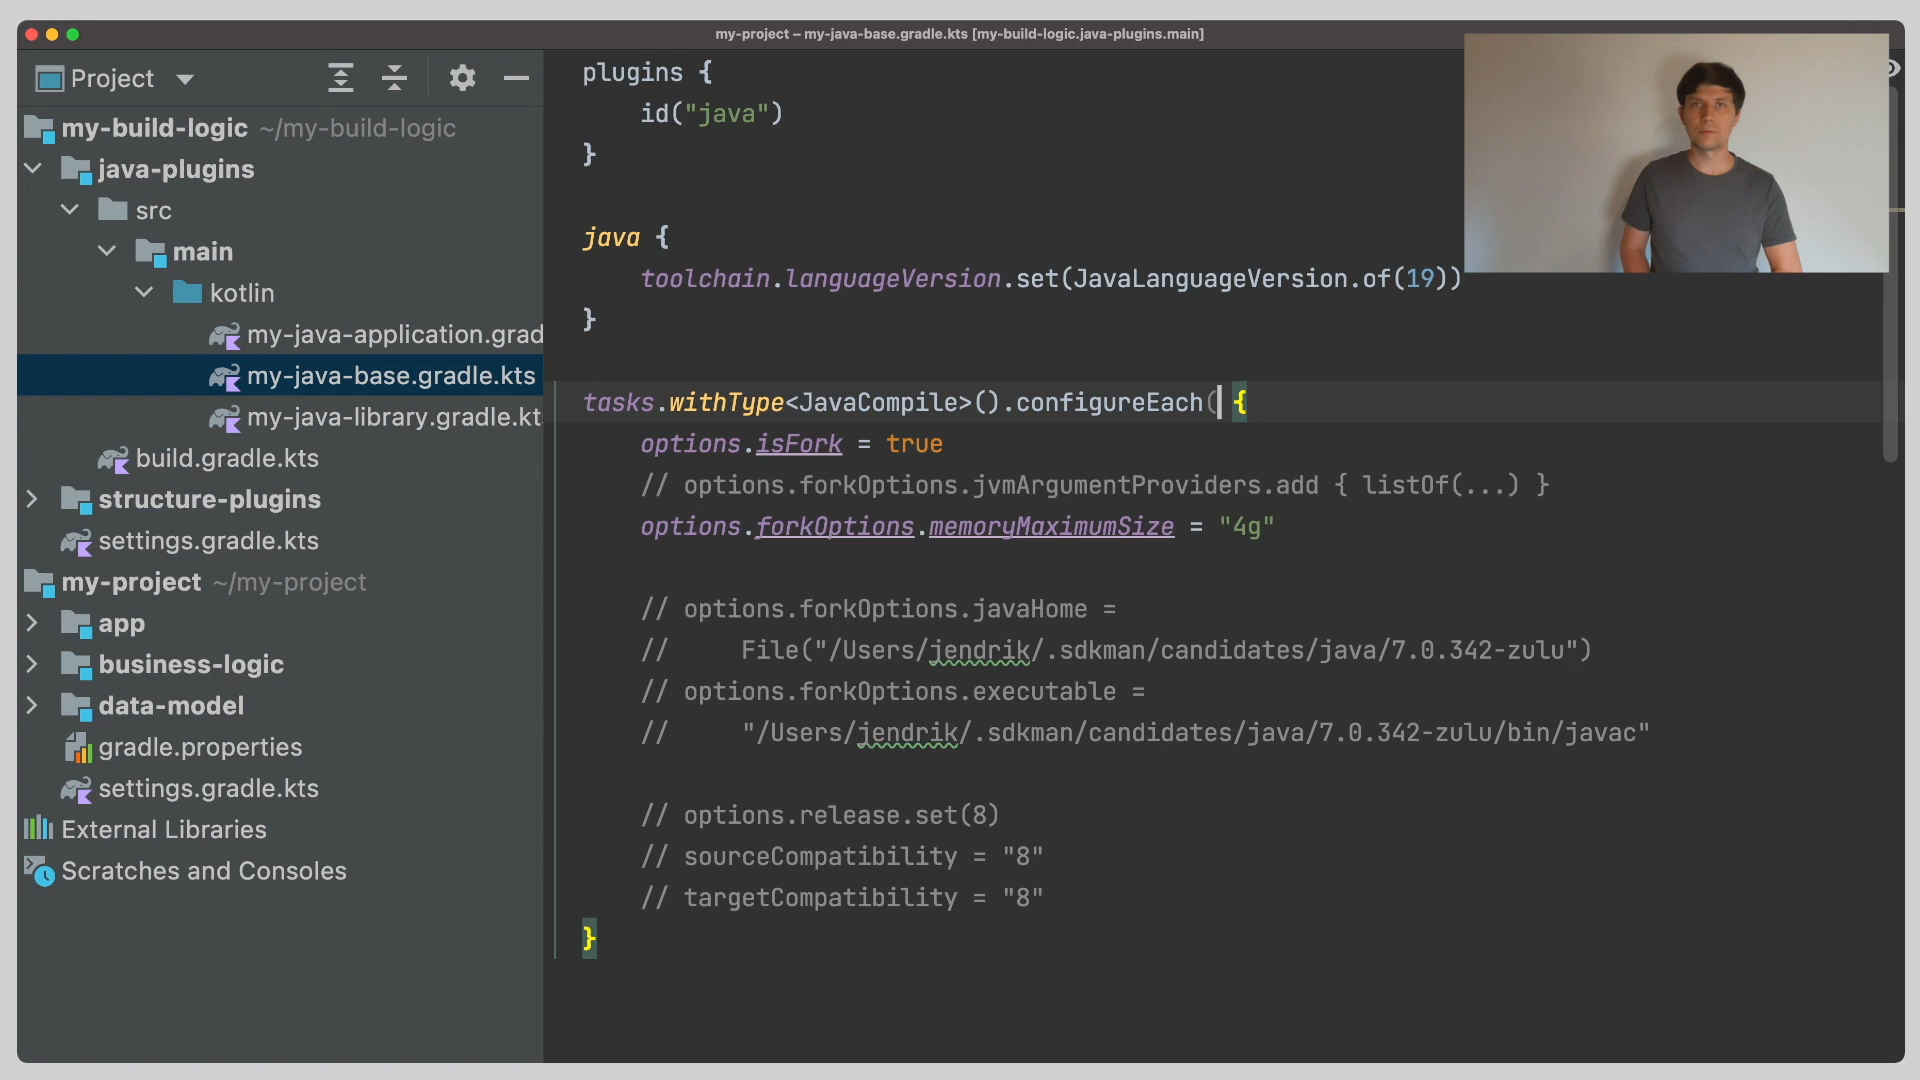 my-project – my-java-base.gradle.kts [my-build-logic.java-plugins.main]
Project
my-build-logic ~/my-build-logic
java-plugins
src
main
kotlin
my-java-application.grad
my-java-base.gradle.kts
my-java-library.gradle.kt
build.gradle.kts
structure-plugins
settings.gradle.kts
my-project ~/my-project
app
business-logic
data-model
gradle.properties
settings.gradle.kts
External Libraries
Scratches and Consoles
plugins {
id("java")
}
java {
toolchain.languageVersion.set(JavaLanguageVersion.of(19))
}
tasks.withType<JavaCompile>().configureEach( {
options.isFork = true
// options.forkOptions.jvmArgumentProviders.add { listOf(...) }
options.forkOptions.memoryMaximumSize = "4g"
// options.forkOptions.javaHome =
// File("/Users/jendrik/.sdkman/candidates/java/7.0.342-zulu")
// options.forkOptions.executable =
// "/Users/jendrik/.sdkman/candidates/java/7.0.342-zulu/bin/javac"
// options.release.set(8)
// sourceCompatibility = "8"
// targetCompatibility = "8"
}